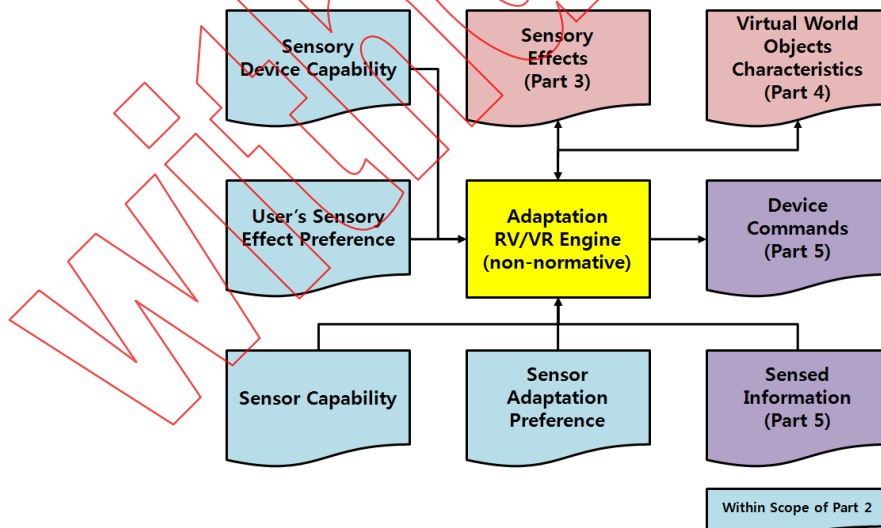 Sensory
Device Capability
Sensory
Effects
(Part 3)
Virtual World
Objects
Characteristics
(Part 4)
User's Sensory
Effect Preference
Adaptation
RV/VR Engine
(non-normative)
Device
Commands
(Part 5)
Sensor Capability
Sensor
Adaptation
Preference
Sensed
Information
(Part 5)
Within Scope of Part 2